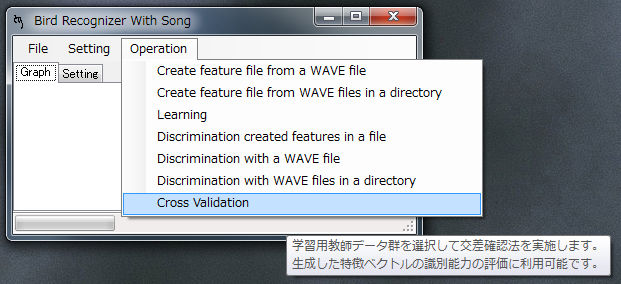 Bird Recognizer With Song
File Setting Operation
Graph Setting
Create feature file from a WAVE file
Create feature file from WAVE files in a directory
Learning
Discrimination created features in a file
Discrimination with a WAVE file
Discrimination with WAVE files in a directory
Cross Validation
学習用教師データ群を選択して交差確認法を実施します。
生成した特徴ベクトルの識別能力の評価に利用可能です。